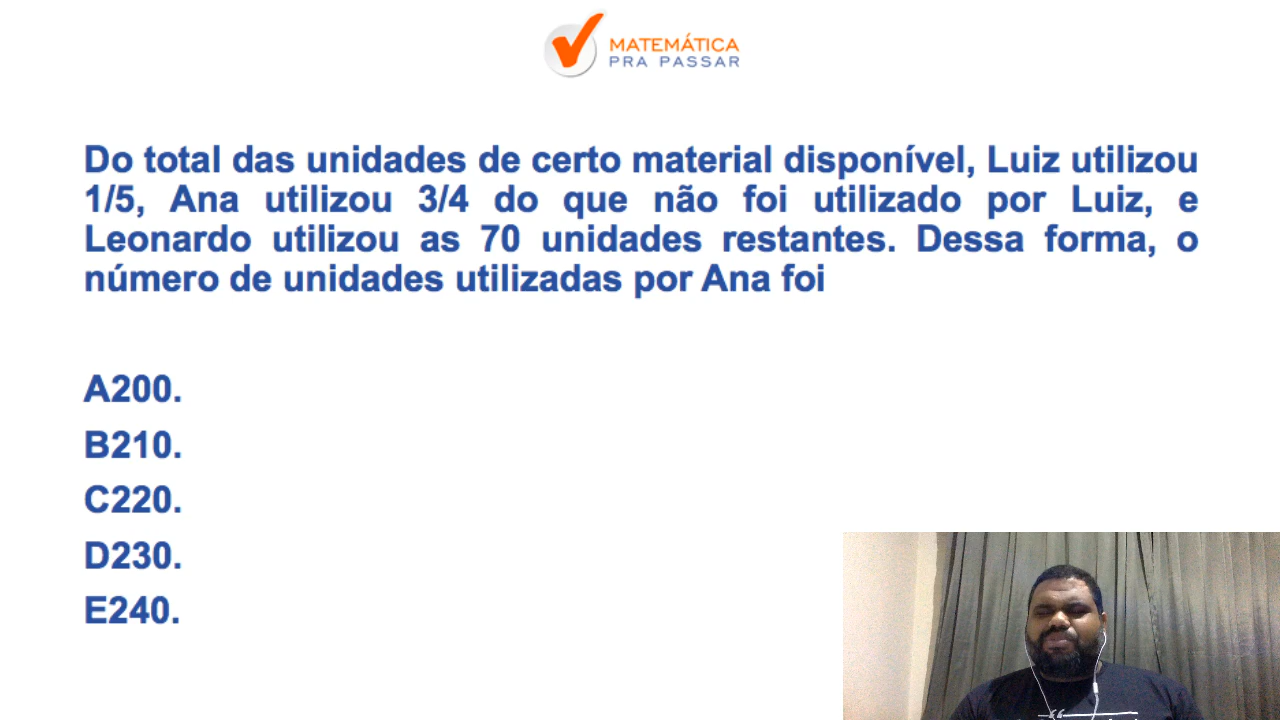 MATEMÁTICA
PRA PASSAR
Do total das unidades de certo material disponível, Luiz utilizou
1/5, Ana utilizou 3/4 do que não foi utilizado por Luiz, e
Leonardo utilizou as 70 unidades restantes. Dessa forma, o
número de unidades utilizadas por Ana foi
A200.
B210.
C220.
D230.
E240.